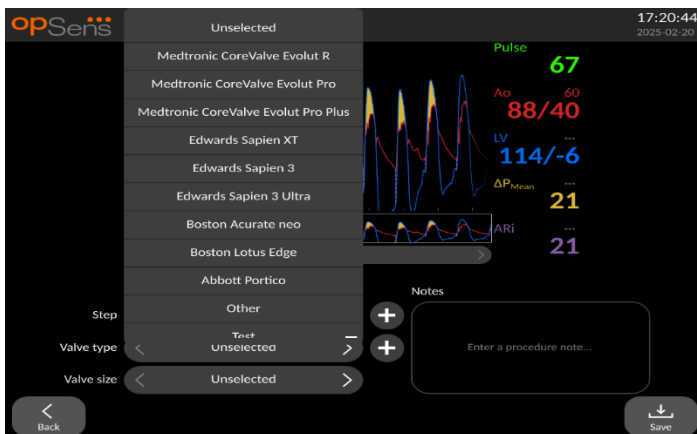 opSens
17:20:44
2025-02-20
Unselected
Medtronic CoreValve Evolut R
Medtronic CoreValve Evolut Pro
Medtronic CoreValve Evolut Pro Plus
Edwards Sapien XT
Edwards Sapien 3
Edwards Sapien 3 Ultra
Boston Acurate neo
Boston Lotus Edge
Abbott Portico
Other
Test
Pulse
67
Ao 60
88/40
LV ---
114/-6
ΔPMean ---
21
ARi ---
21
Step
Valve type < Unselected >
Valve size < Unselected >
Notes
Enter a procedure note...
Back
Save